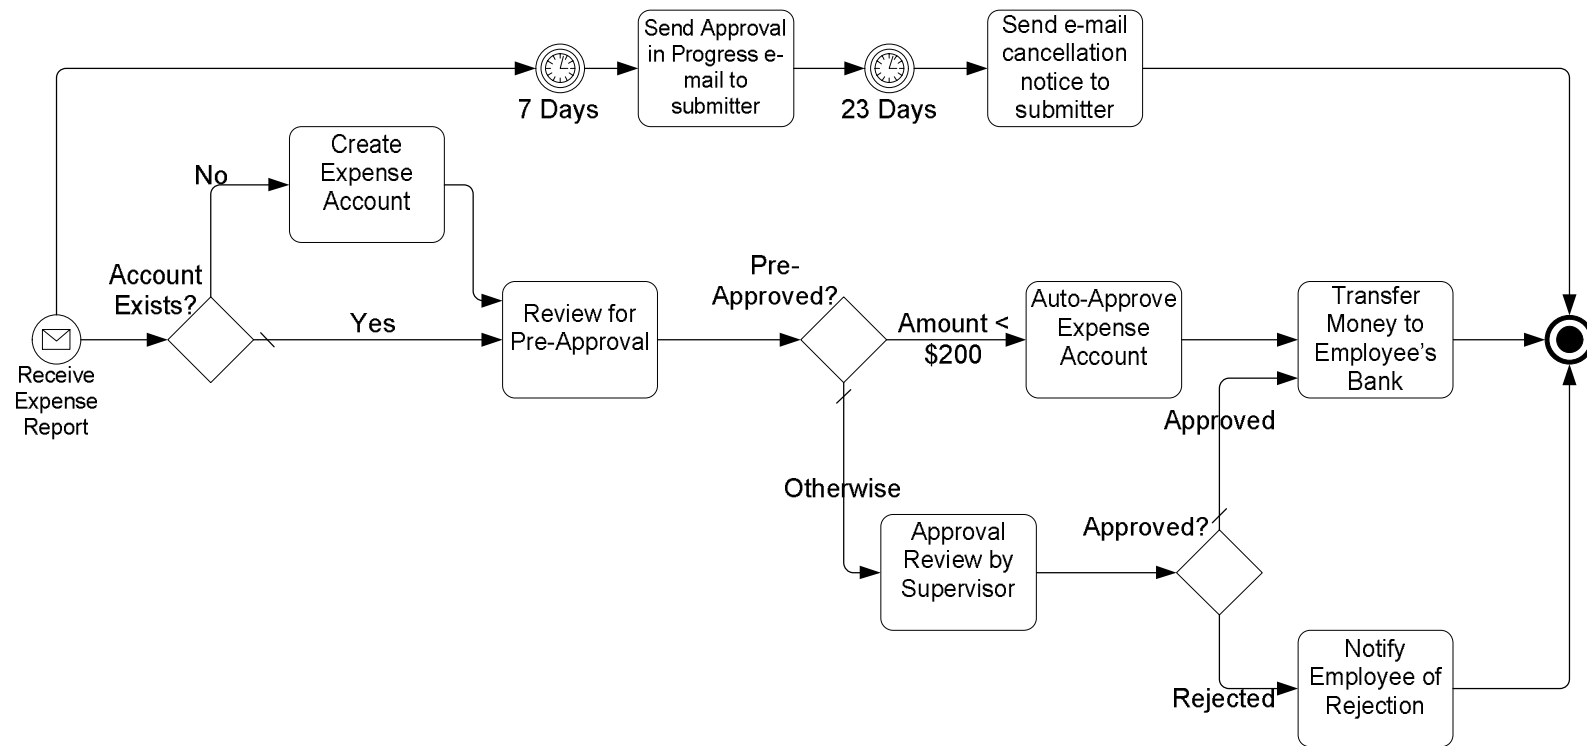 Send Approval
in Progress e-
mail to
submitter
Send e-mail
cancellation
notice to
submitter
7 Days
23 Days
Create
Expense
Account
No
Account
Exists?
Yes
Receive
Expense
Report
Review for
Pre-Approval
Pre-
Approved?
Amount <
$200
Auto-Approve
Expense
Account
Transfer
Money to
Employee’s
Bank
Approved
Otherwise
Approval
Review by
Supervisor
Approved?
Rejected
Notify
Employee of
Rejection